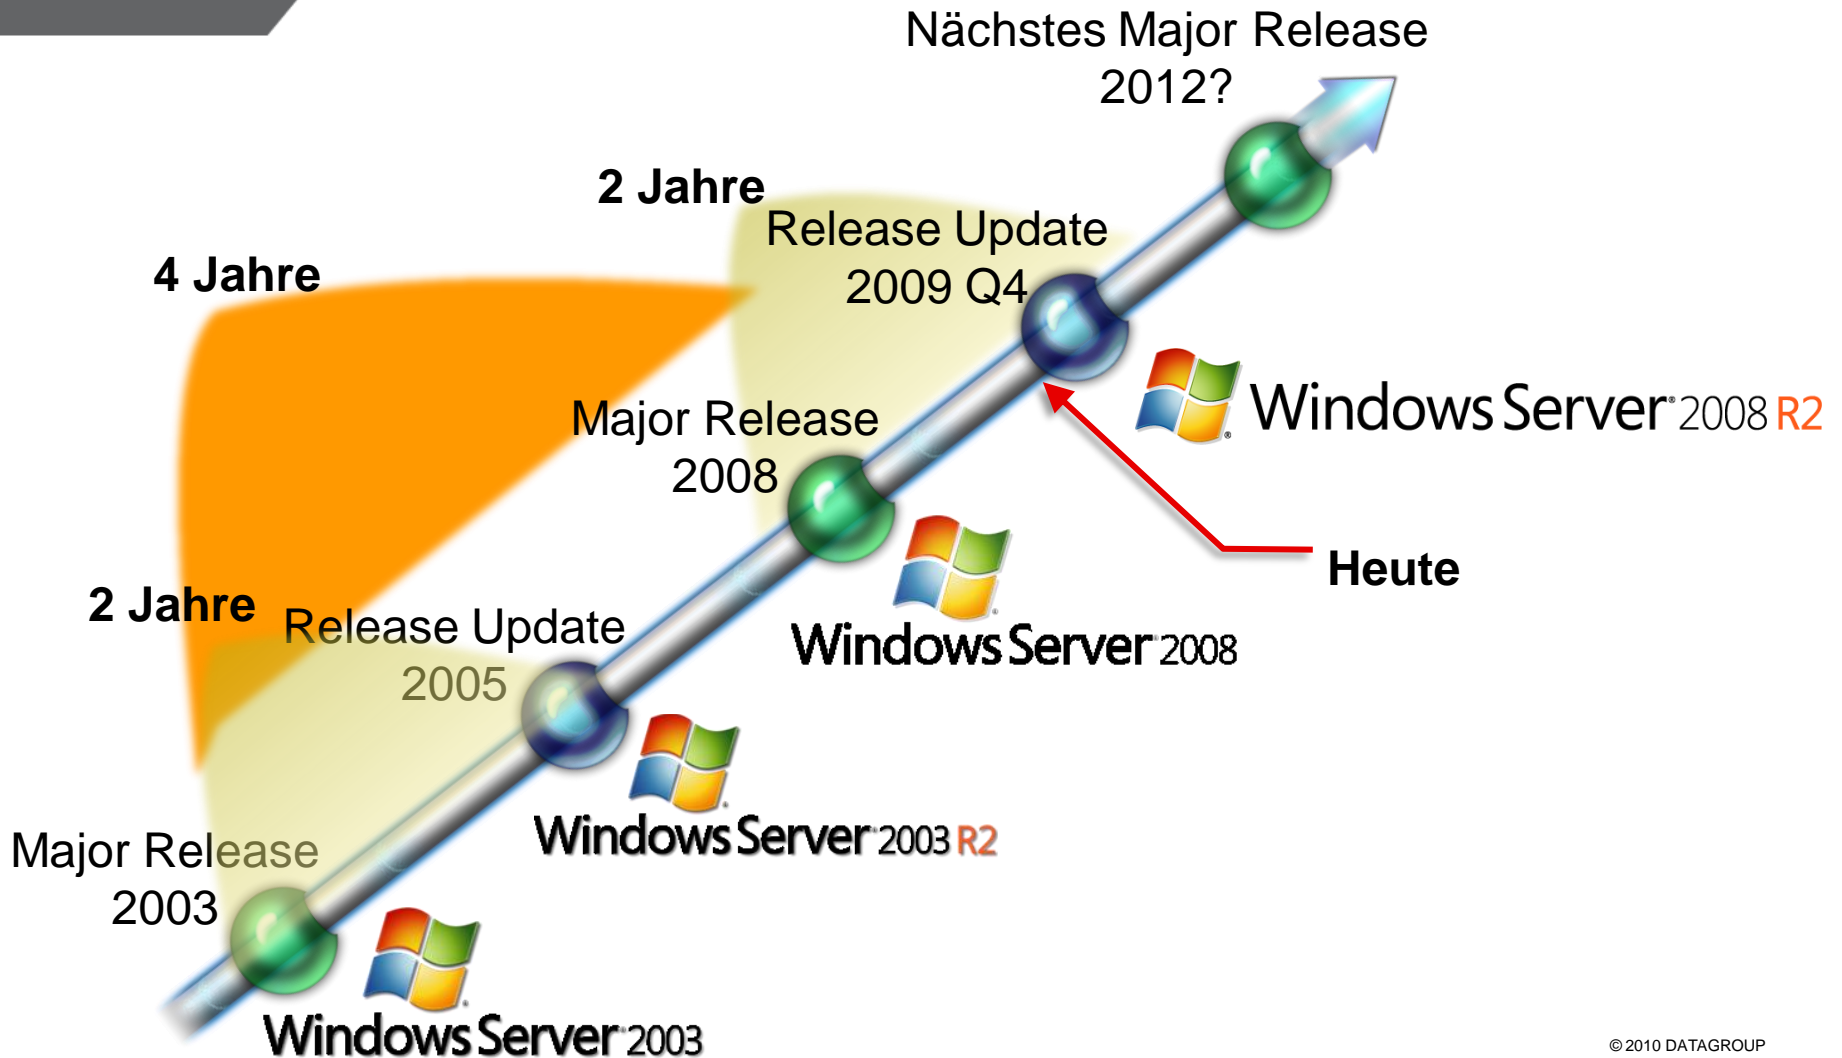 Nächstes Major Release
2012?
2 Jahre
Release Update
2009 Q4
4 Jahre
Windows Server 2008 R2
Major Release
2008
Heute
2 Jahre
Release Update
2005
Windows Server 2008
Windows Server 2003 R2
Major Release
2003
Windows Server 2003
© 2010 DATAGROUP